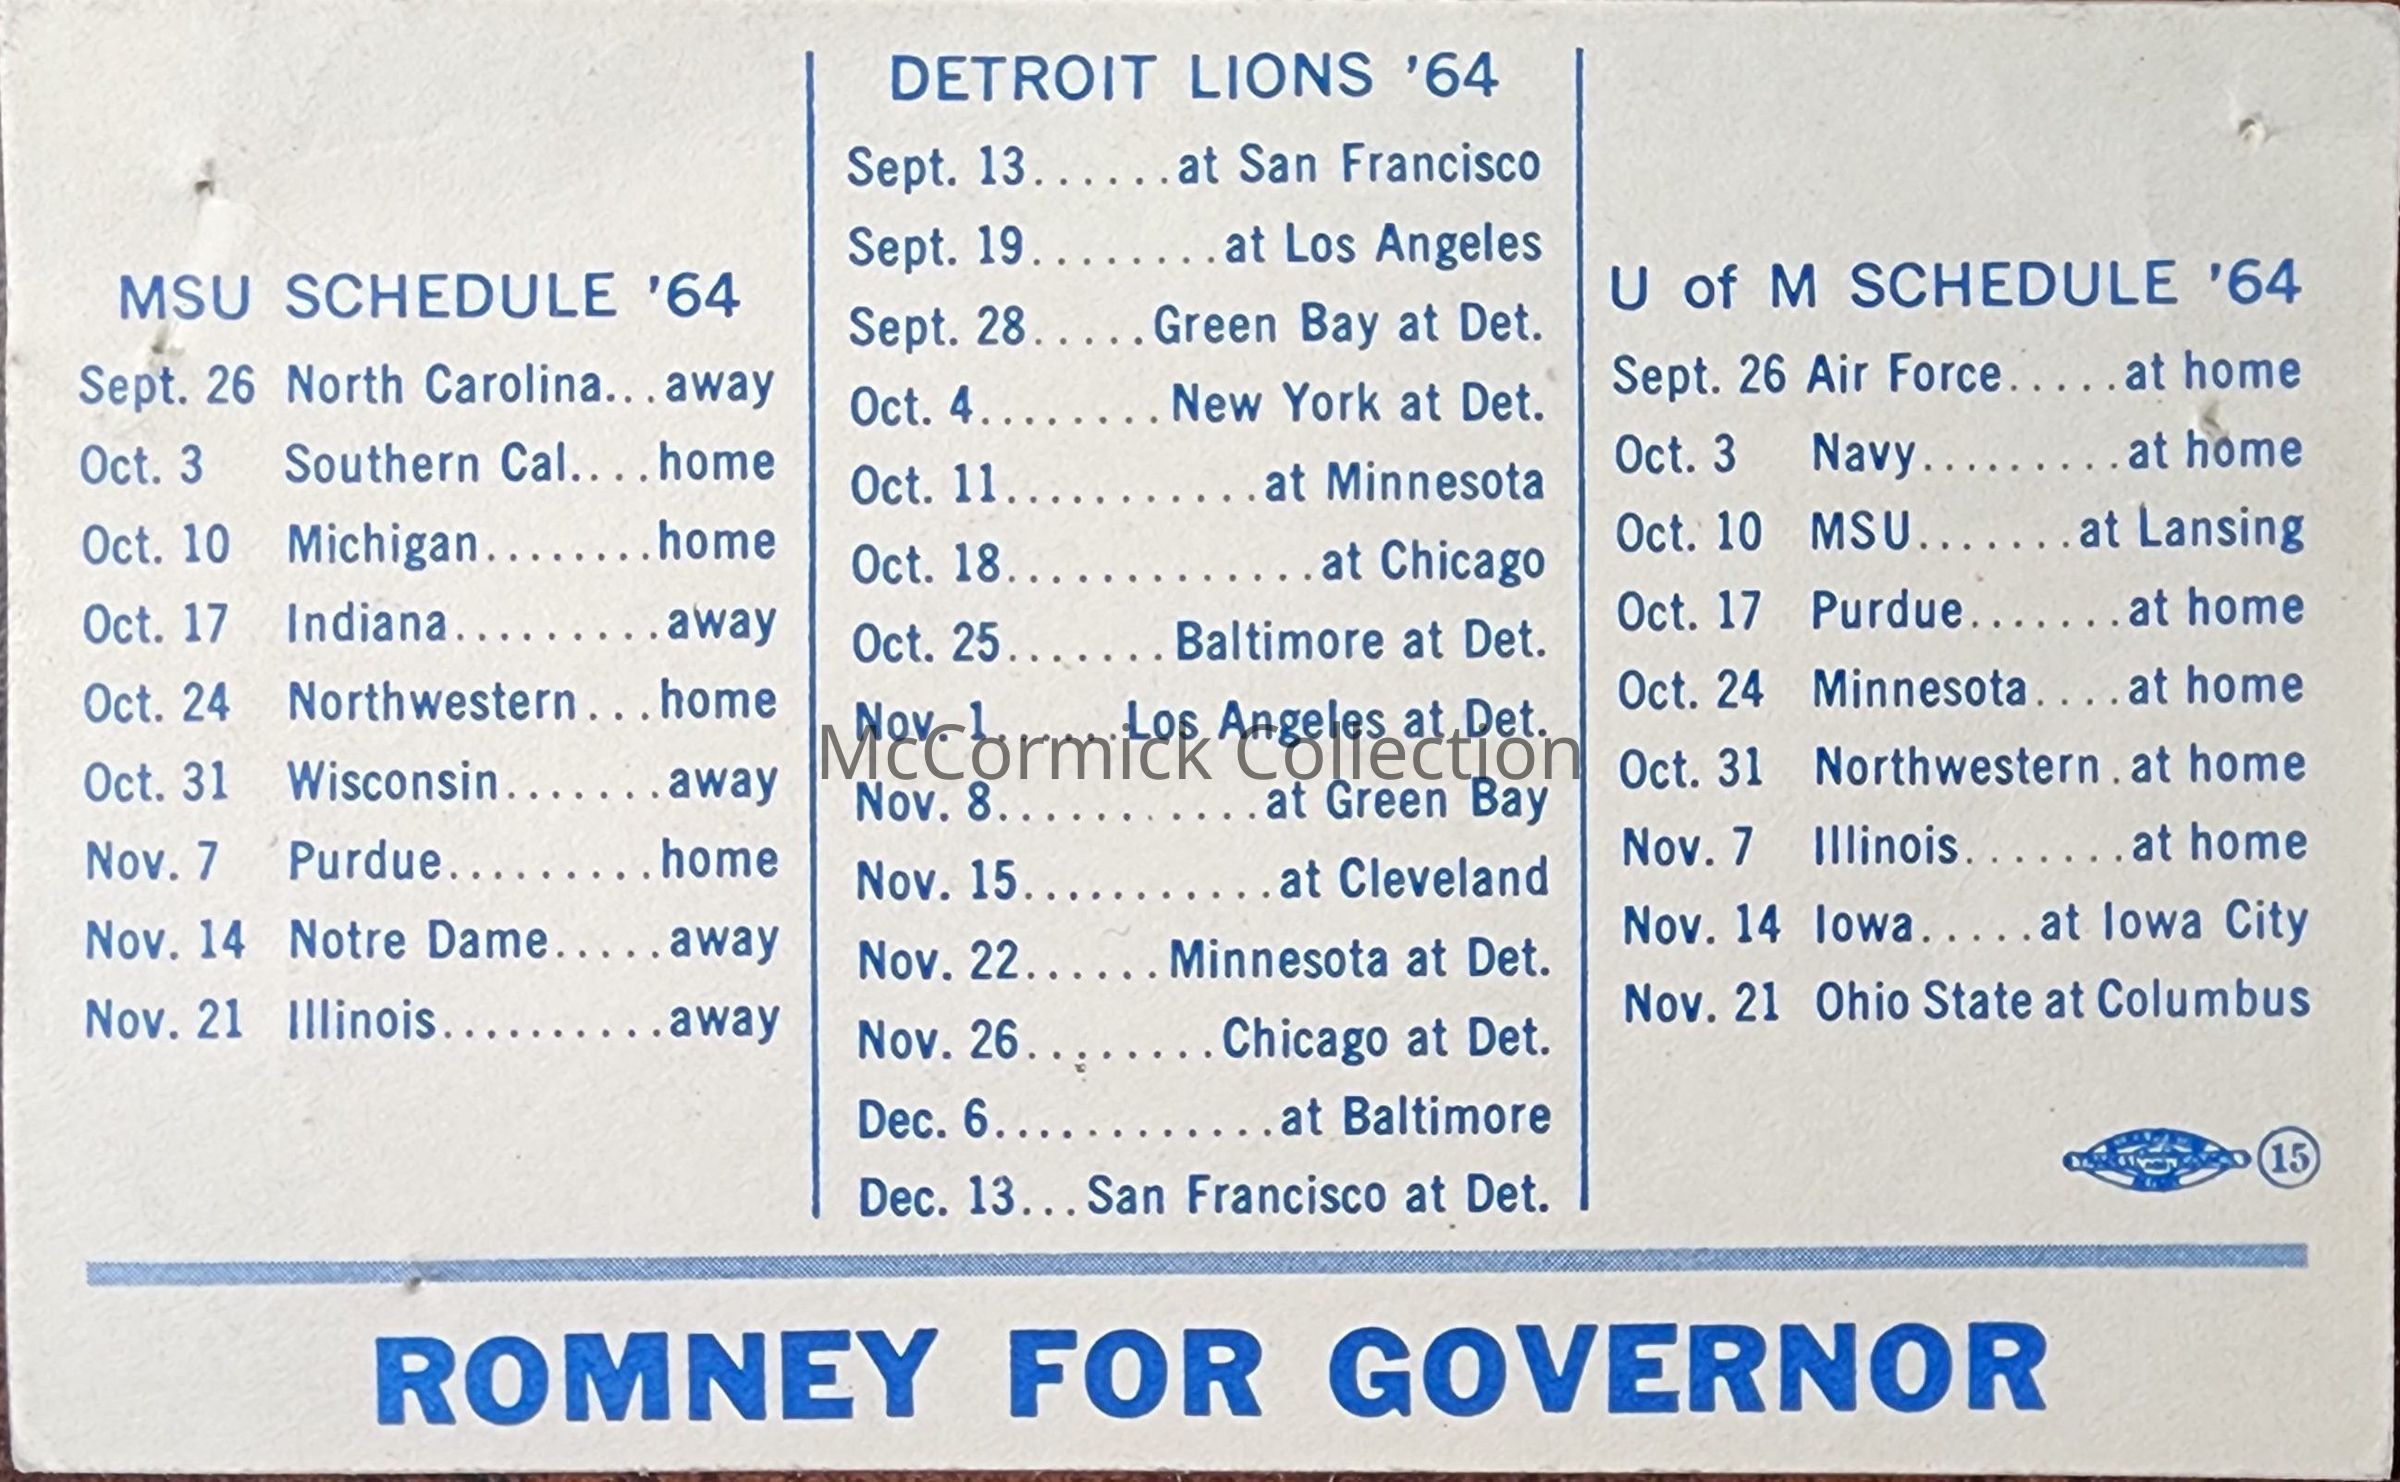 MSU SCHEDULE '64
Sept. 26 North Carolina...away
Oct. 3 Southern Cal....home
Oct. 10 Michigan........home
Oct. 17 Indiana.........away
Oct. 24 Northwestern...home
Oct. 31 Wisconsin.......away
Nov. 7 Purdue.........home
Nov. 14 Notre Dame.....away
Nov. 21 Illinois..........away
DETROIT LIONS '64
Sept. 13......at San Francisco
Sept. 19........at Los Angeles
Sept. 28.....Green Bay at Det.
Oct. 4........New York at Det.
Oct. 11...........at Minnesota
Oct. 18..............at Chicago
Oct. 25.......Baltimore at Det.
Nov. 1......Los Angeles at Det.
McCormick Collection
Nov. 8............at Green Bay
Nov. 15...........at Cleveland
Nov. 22......Minnesota at Det.
Nov. 26........Chicago at Det.
Dec. 6.............at Baltimore
Dec. 13...San Francisco at Det.
U of M SCHEDULE '64
Sept. 26 Air Force.....at home
Oct. 3 Navy.........at home
Oct. 10 MSU.......at Lansing
Oct. 17 Purdue.......at home
Oct. 24 Minnesota....at home
Oct. 31 Northwestern.at home
Nov. 7 Illinois.......at home
Nov. 14 Iowa.....at Iowa City
Nov. 21 Ohio State at Columbus
15
ROMNEY FOR GOVERNOR